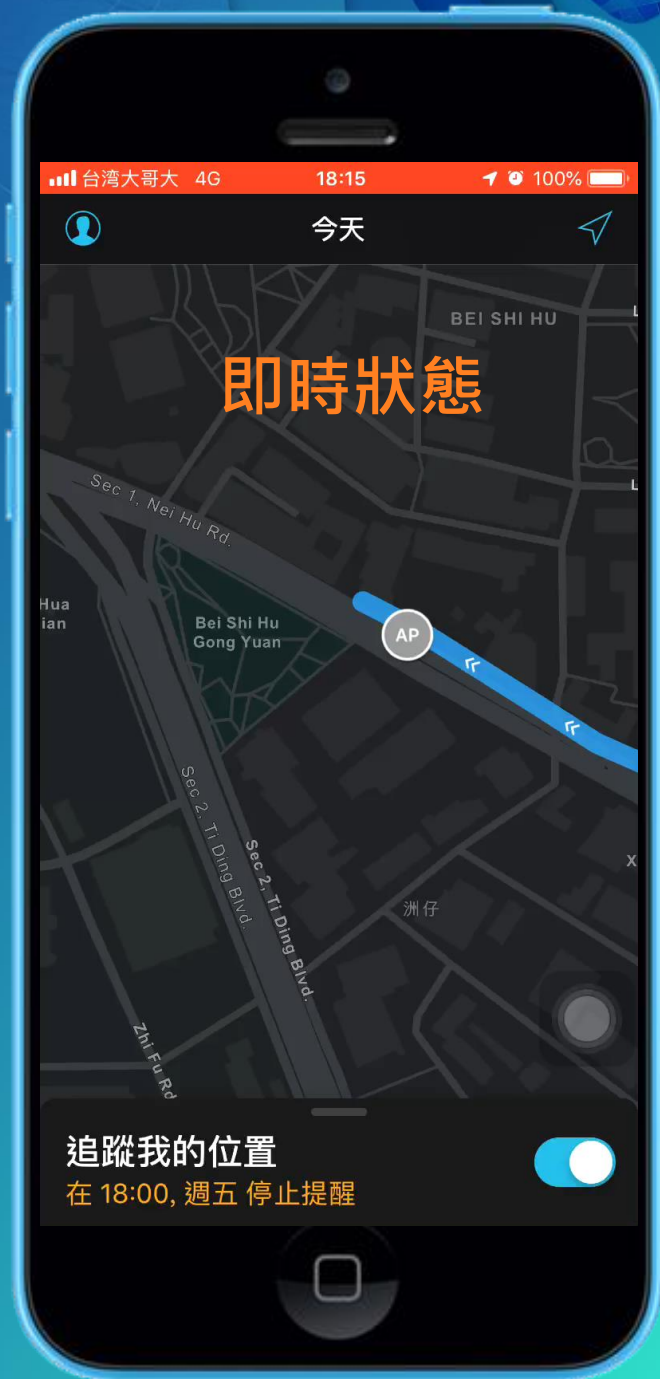 台湾大哥大 4G 18:15 100%
今天
BEI SHI HU
L
即時狀態
Sec 1, Nei Hu Rd.
L
Hua
ian
Bei Shi Hu
Gong Yuan
AP
Sec 2, Ti Ding Blvd.
Sec 2, Ti Ding Blvd.
X
洲仔
Zhi Fu Rd
追蹤我的位置
在 18:00, 週五 停止提醒